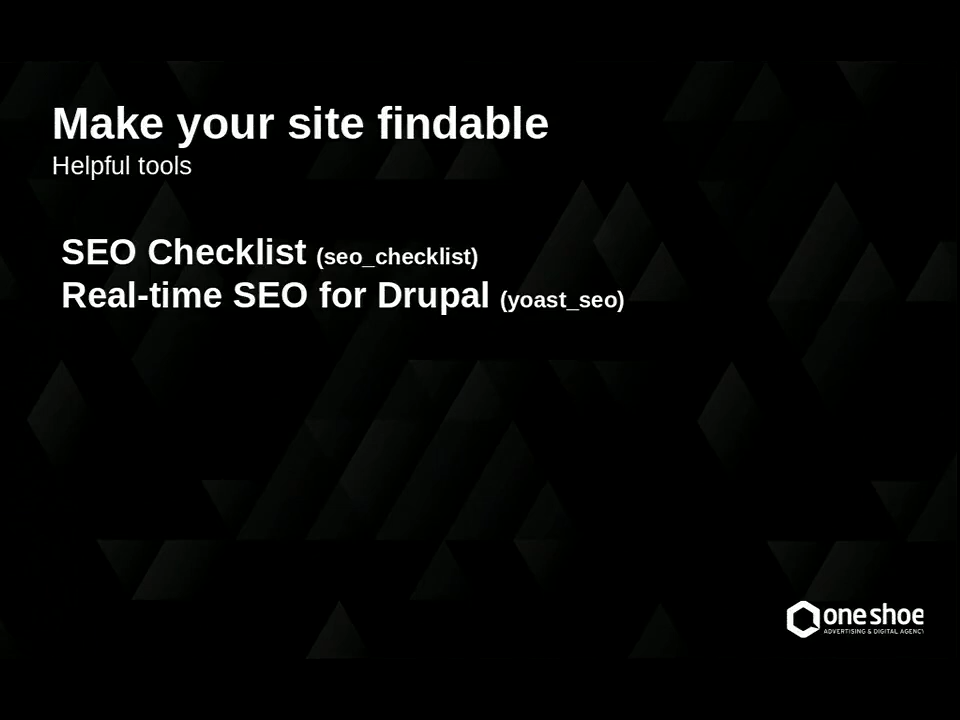 Make your site findable
Helpful tools
SEO Checklist (seo_checklist)
Real-time SEO for Drupal (yoast_seo)
one shoe
ADVERTISING & DIGITAL AGENCY